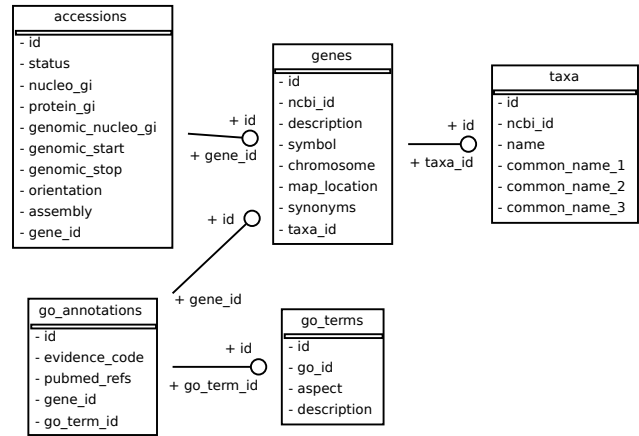 accessions
- id
- status
- nucleo_gi
- protein_gi
- genomic_nucleo_gi
- genomic_start
- genomic_stop
- orientation
- assembly
- gene_id
+ id
+ gene_id
genes
- id
- ncbi_id
- description
- symbol
- chromosome
- map_location
- synonyms
- taxa_id
+ id
+ taxa_id
taxa
- id
- ncbi_id
- name
- common_name_1
- common_name_2
- common_name_3
+ id
+ gene_id
go_annotations
- id
- evidence_code
- pubmed_refs
- gene_id
- go_term_id
+ id
+ go_term_id
go_terms
- id
- go_id
- aspect
- description